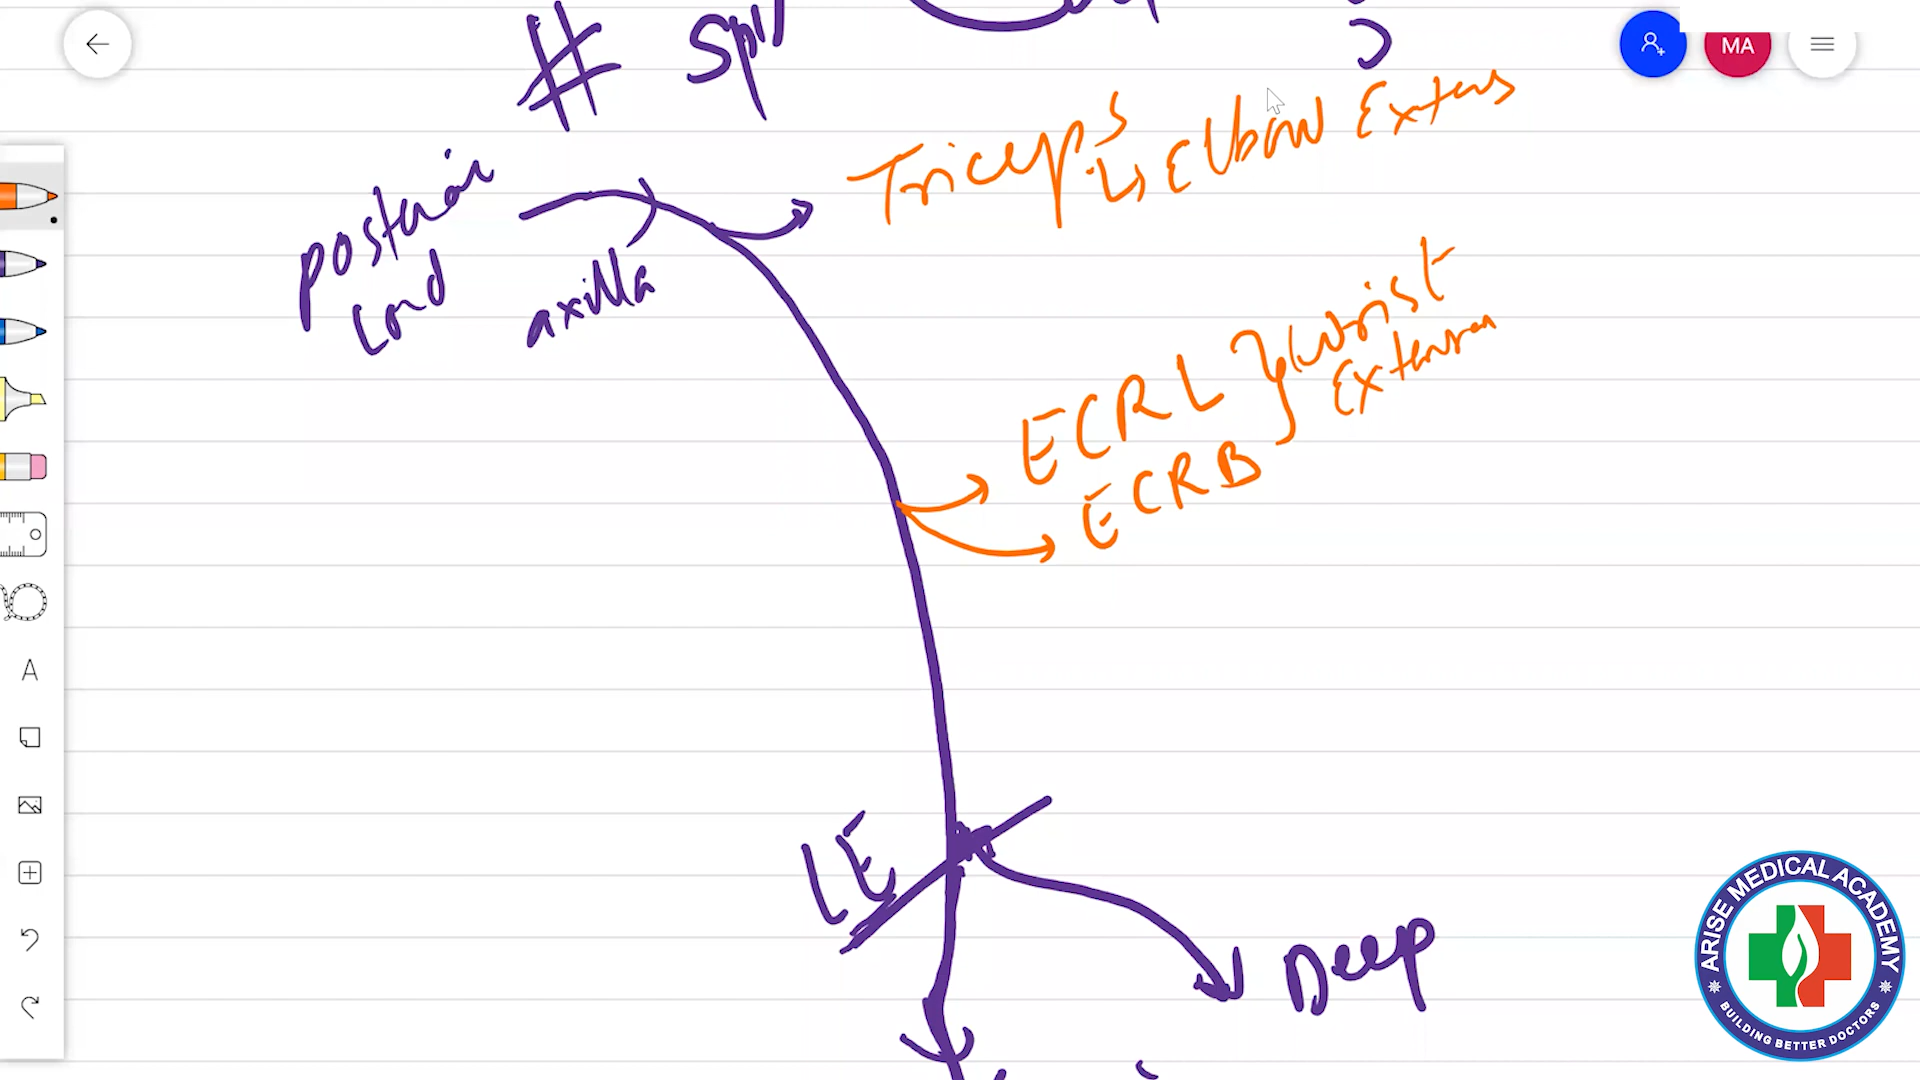 #
MA
Triceps
↳ Elbow Extens
posterior
cord
axilla
ECRL } wrist
Extension
ECRB
LE
Deep
A
ARISE MEDICAL ACADEMY
BUILDING BETTER DOCTORS